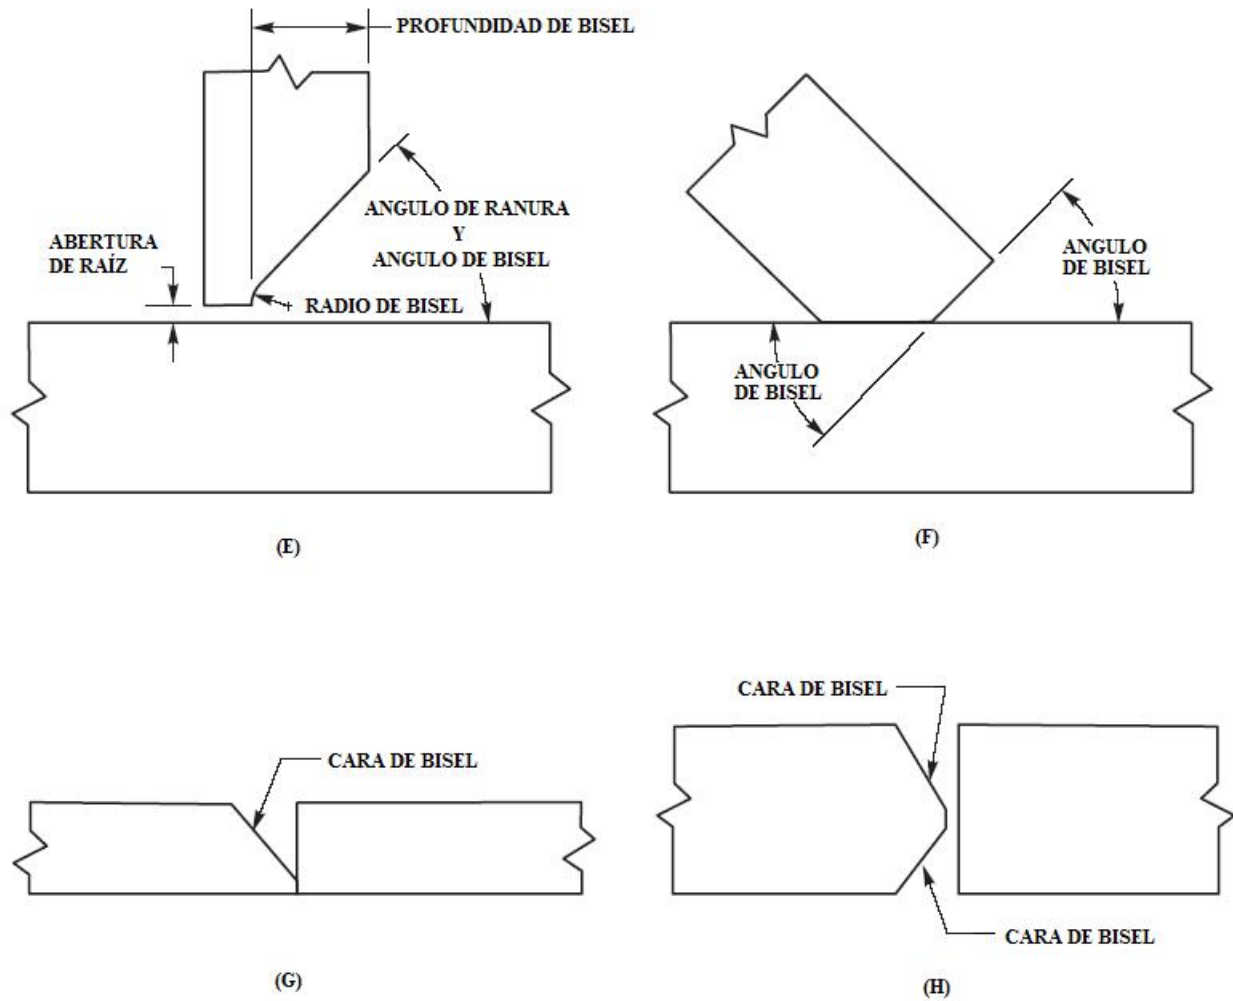 PROFUNDIDAD DE BISEL
ANGULO DE RANURA
Y
ANGULO DE BISEL
ABERTURA
DE RAÍZ
RADIO DE BISEL
(E)
ANGULO
DE BISEL
ANGULO
DE BISEL
(F)
CARA DE BISEL
(G)
CARA DE BISEL
CARA DE BISEL
(H)